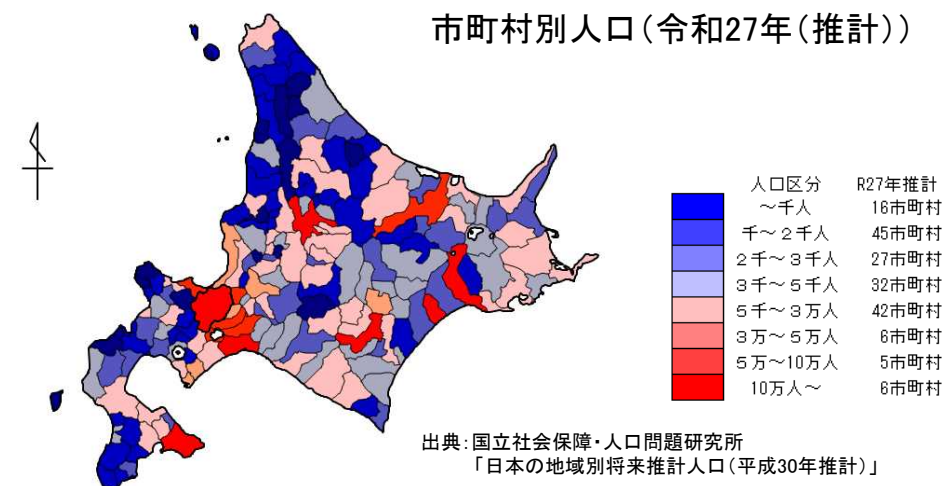 市町村別人口（令和27年（推計））
人口区分 R27年推計
～千人 16市町村
千～２千人 45市町村
２千～３千人 27市町村
３千～５千人 32市町村
５千～３万人 42市町村
３万～５万人 6市町村
５万～10万人 5市町村
10万人～ 6市町村
出典：国立社会保障・人口問題研究所
「日本の地域別将来推計人口（平成30年推計）」